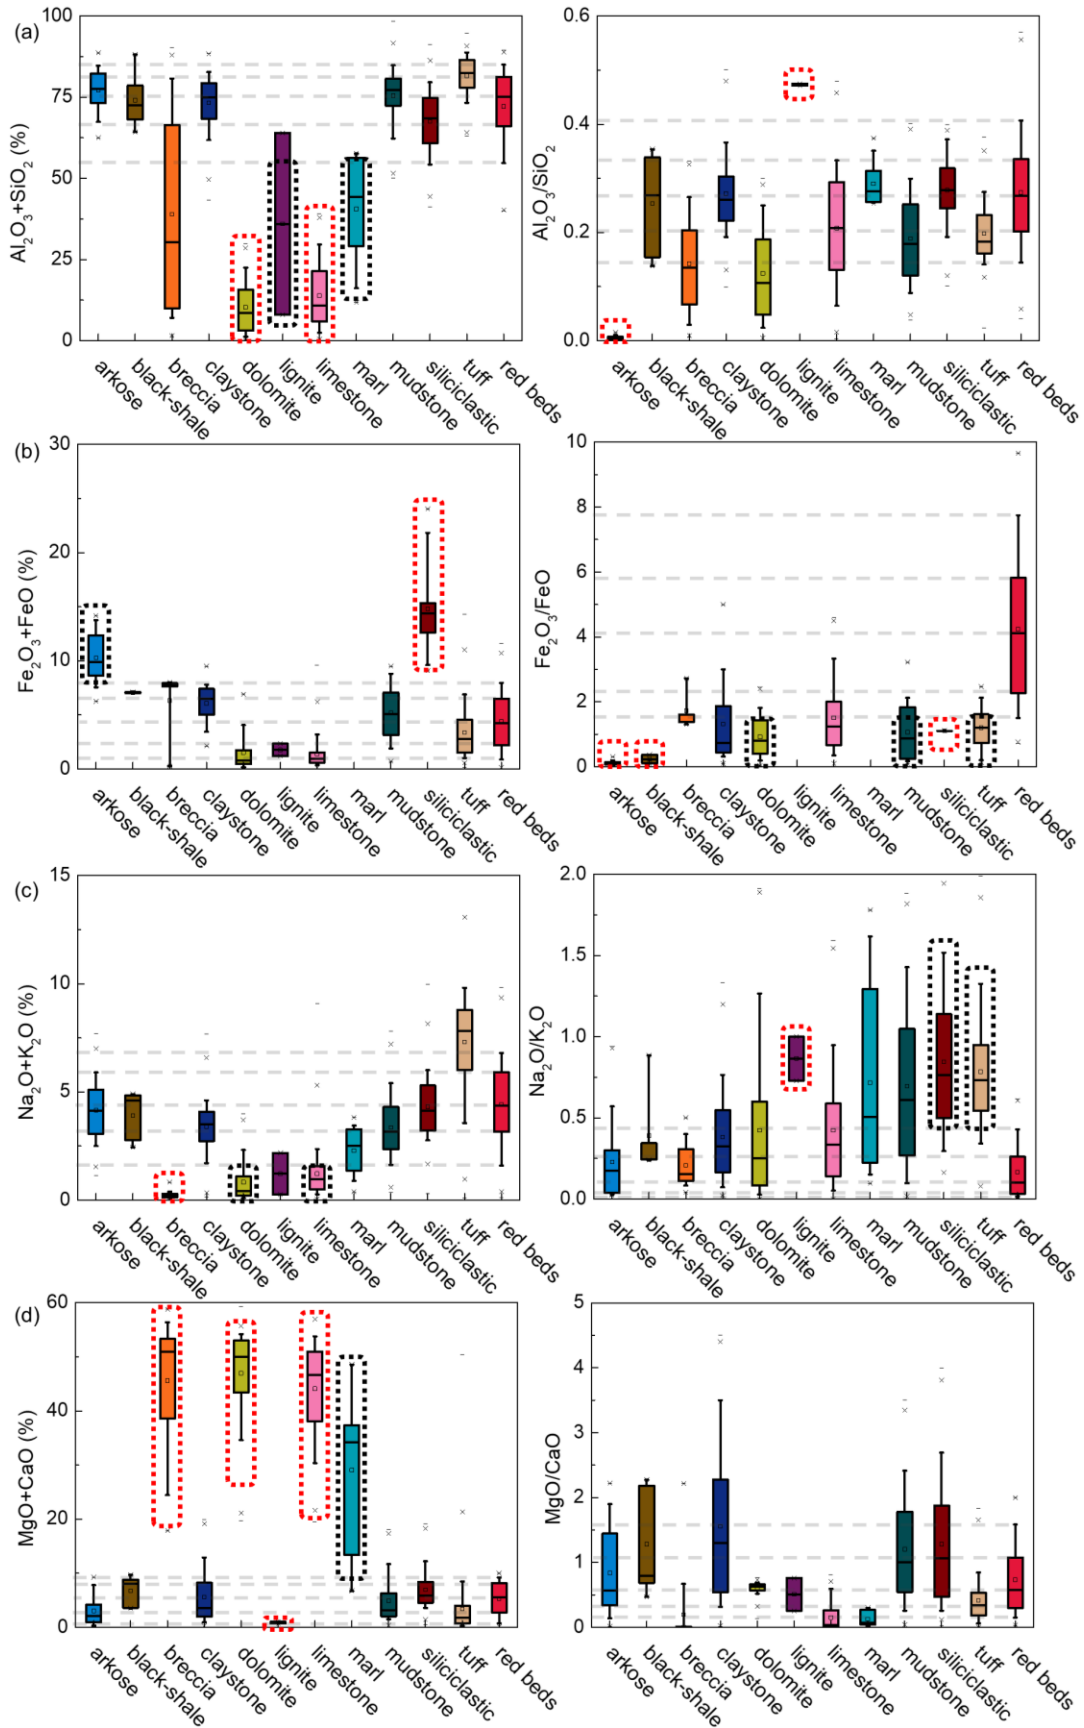 (a)
Al₂O₃+SiO₂ (%)
100
75
50
25
0
arkose
black-shale
breccia
claystone
dolomite
lignite
limestone
marl
mudstone
siliciclastic
tuff
red beds
Al₂O₃/SiO₂
0.6
0.4
0.2
0.0
arkose
black-shale
breccia
claystone
dolomite
lignite
limestone
marl
mudstone
siliciclastic
tuff
red beds
(b)
Fe₂O₃+FeO (%)
30
20
10
0
arkose
black-shale
breccia
claystone
dolomite
lignite
limestone
marl
mudstone
siliciclastic
tuff
red beds
Fe₂O₃/FeO
10
8
6
4
2
0
arkose
black-shale
breccia
claystone
dolomite
lignite
limestone
marl
mudstone
siliciclastic
tuff
red beds
(c)
Na₂O+K₂O (%)
15
10
5
0
arkose
black-shale
breccia
claystone
dolomite
lignite
limestone
marl
mudstone
siliciclastic
tuff
red beds
Na₂O/K₂O
2.0
1.5
1.0
0.5
0.0
arkose
black-shale
breccia
claystone
dolomite
lignite
limestone
marl
mudstone
siliciclastic
tuff
red beds
(d)
MgO+CaO (%)
60
40
20
0
arkose
black-shale
breccia
claystone
dolomite
lignite
limestone
marl
mudstone
siliciclastic
tuff
red beds
MgO/CaO
5
4
3
2
1
0
arkose
black-shale
breccia
claystone
dolomite
lignite
limestone
marl
mudstone
siliciclastic
tuff
red beds